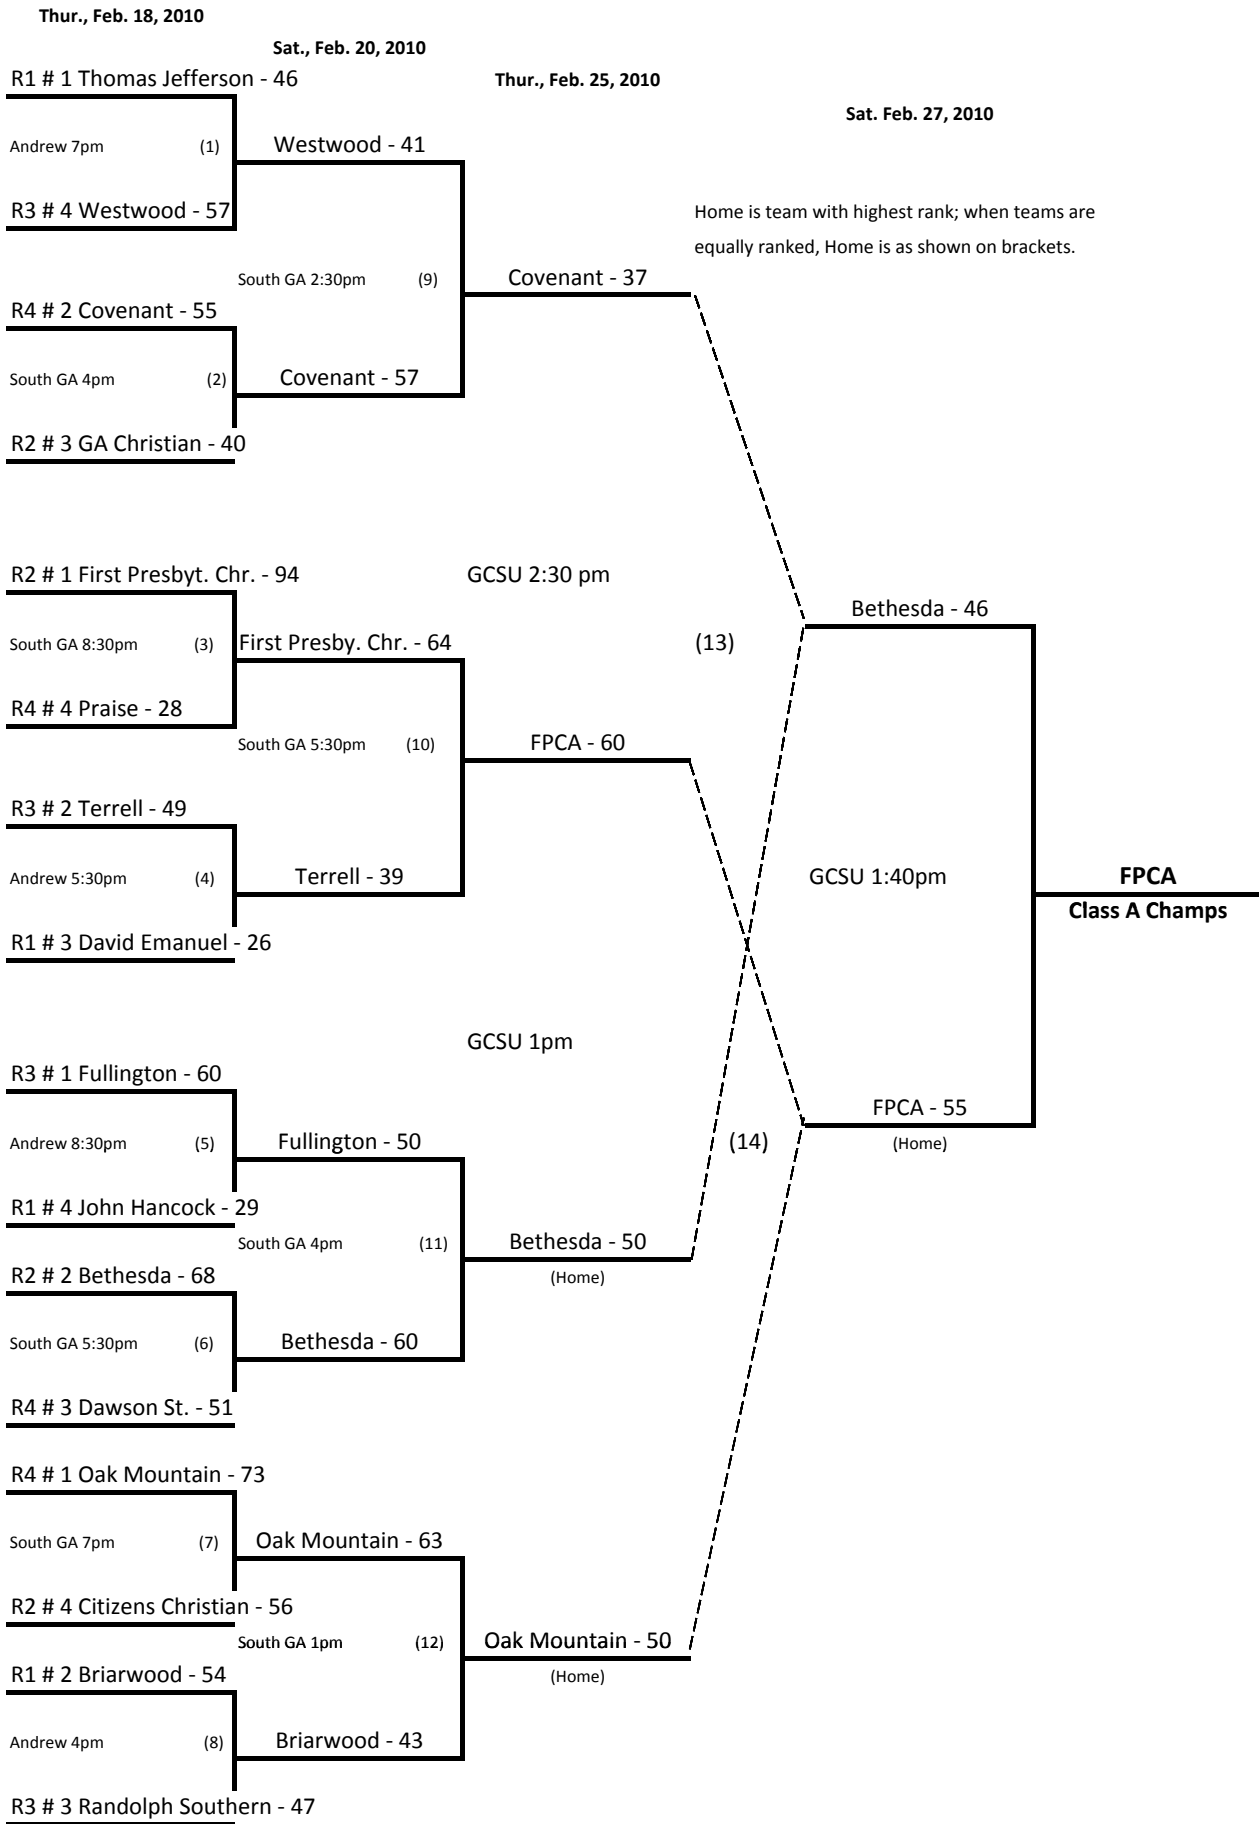 Thur., Feb. 18, 2010
Sat., Feb. 20, 2010
R1 # 1 Thomas Jefferson - 46
Thur., Feb. 25, 2010
Sat. Feb. 27, 2010
Andrew 7pm (1)
Westwood - 41
R3 # 4 Westwood - 57
Home is team with highest rank; when teams are
equally ranked, Home is as shown on brackets.
South GA 2:30pm (9)
Covenant - 37
R4 # 2 Covenant - 55
South GA 4pm (2)
Covenant - 57
R2 # 3 GA Christian - 40
R2 # 1 First Presbyt. Chr. - 94
GCSU 2:30 pm
Bethesda - 46
South GA 8:30pm (3)
First Presby. Chr. - 64
(13)
R4 # 4 Praise - 28
South GA 5:30pm (10)
FPCA - 60
R3 # 2 Terrell - 49
Andrew 5:30pm (4)
Terrell - 39
GCSU 1:40pm
FPCA
Class A Champs
R1 # 3 David Emanuel - 26
GCSU 1pm
R3 # 1 Fullington - 60
FPCA - 55
(Home)
Andrew 8:30pm (5)
Fullington - 50
(14)
R1 # 4 John Hancock - 29
South GA 4pm (11)
Bethesda - 50
(Home)
R2 # 2 Bethesda - 68
South GA 5:30pm (6)
Bethesda - 60
R4 # 3 Dawson St. - 51
R4 # 1 Oak Mountain - 73
South GA 7pm (7)
Oak Mountain - 63
R2 # 4 Citizens Christian - 56
South GA 1pm (12)
Oak Mountain - 50
(Home)
R1 # 2 Briarwood - 54
Andrew 4pm (8)
Briarwood - 43
R3 # 3 Randolph Southern - 47